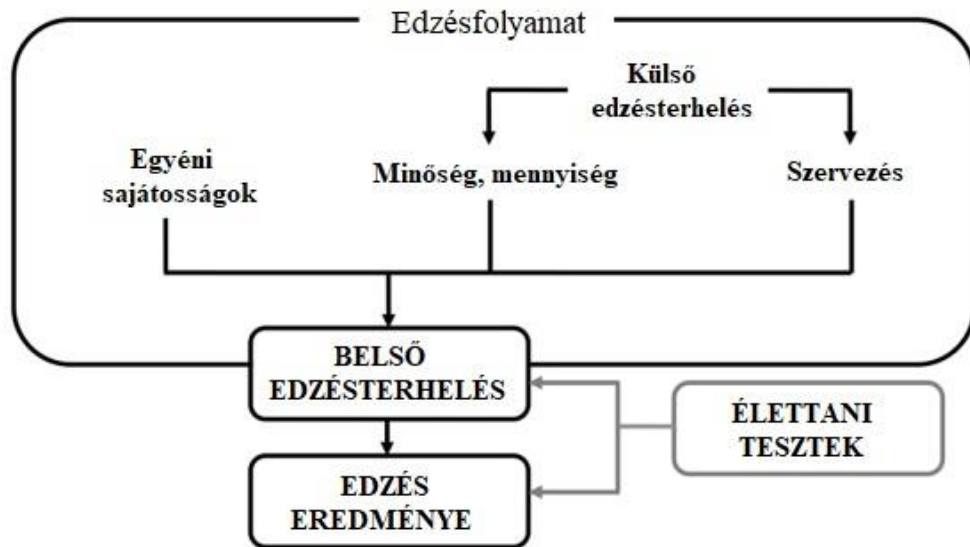 Edzésfolyamat
Külső
edzésterhelés
Egyéni
sajátosságok
Minőség, mennyiség
Szervezés
BELSŐ
EDZÉSTERHELÉS
ÉLETTANI
TESZTEK
EDZÉS
EREDMÉNYE